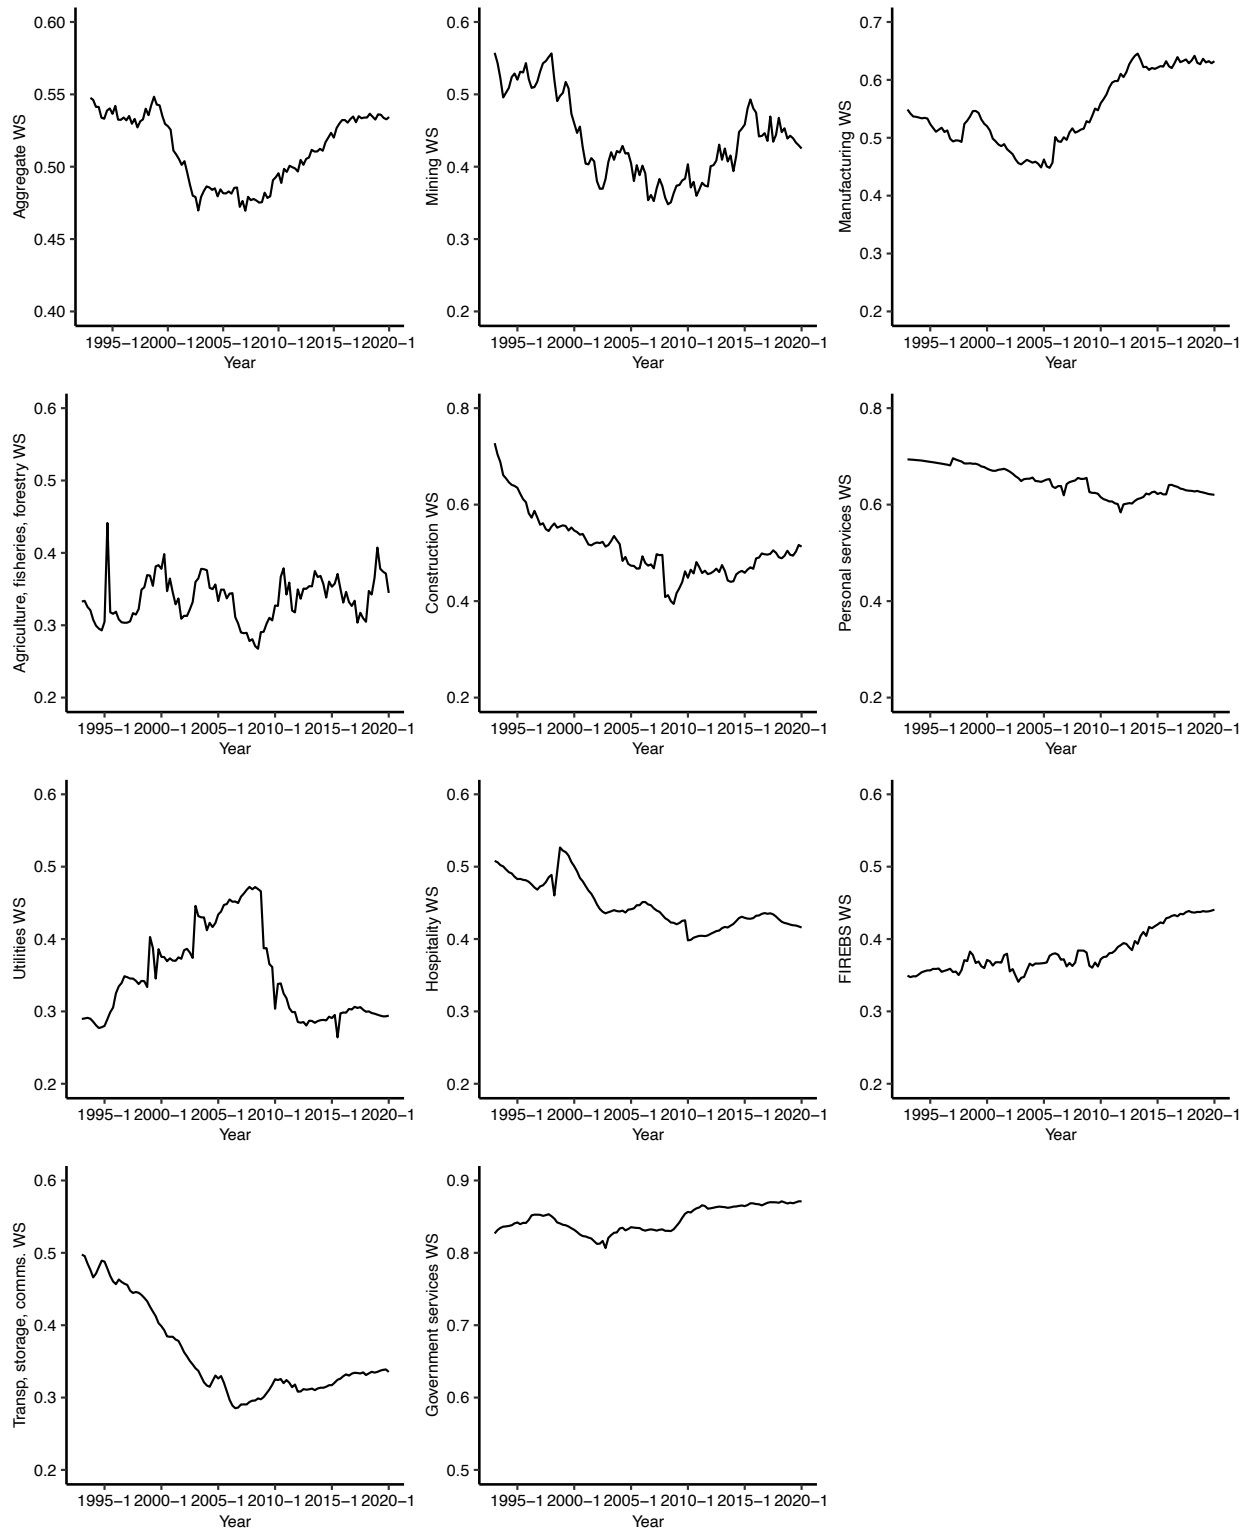 Aggregate WS
0.60
0.55
0.50
0.45
0.40
1995−1 2000−1 2005−1 2010−1 2015−1 2020−1
Year
Mining WS
0.6
0.5
0.4
0.3
0.2
1995−1 2000−1 2005−1 2010−1 2015−1 2020−1
Year
Manufacturing WS
0.7
0.6
0.5
0.4
0.3
0.2
1995−1 2000−1 2005−1 2010−1 2015−1 2020−1
Year
Agriculture, fisheries, forestry WS
0.6
0.5
0.4
0.3
0.2
1995−1 2000−1 2005−1 2010−1 2015−1 2020−1
Year
Construction WS
0.8
0.6
0.4
0.2
1995−1 2000−1 2005−1 2010−1 2015−1 2020−1
Year
Personal services WS
0.8
0.6
0.4
0.2
1995−1 2000−1 2005−1 2010−1 2015−1 2020−1
Year
Utilities WS
0.6
0.5
0.4
0.3
0.2
1995−1 2000−1 2005−1 2010−1 2015−1 2020−1
Year
Hospitality WS
0.6
0.5
0.4
0.3
0.2
1995−1 2000−1 2005−1 2010−1 2015−1 2020−1
Year
FIREBS WS
0.6
0.5
0.4
0.3
0.2
1995−1 2000−1 2005−1 2010−1 2015−1 2020−1
Year
Transp, storage, comms. WS
0.6
0.5
0.4
0.3
0.2
1995−1 2000−1 2005−1 2010−1 2015−1 2020−1
Year
Government services WS
0.9
0.8
0.7
0.6
0.5
1995−1 2000−1 2005−1 2010−1 2015−1 2020−1
Year